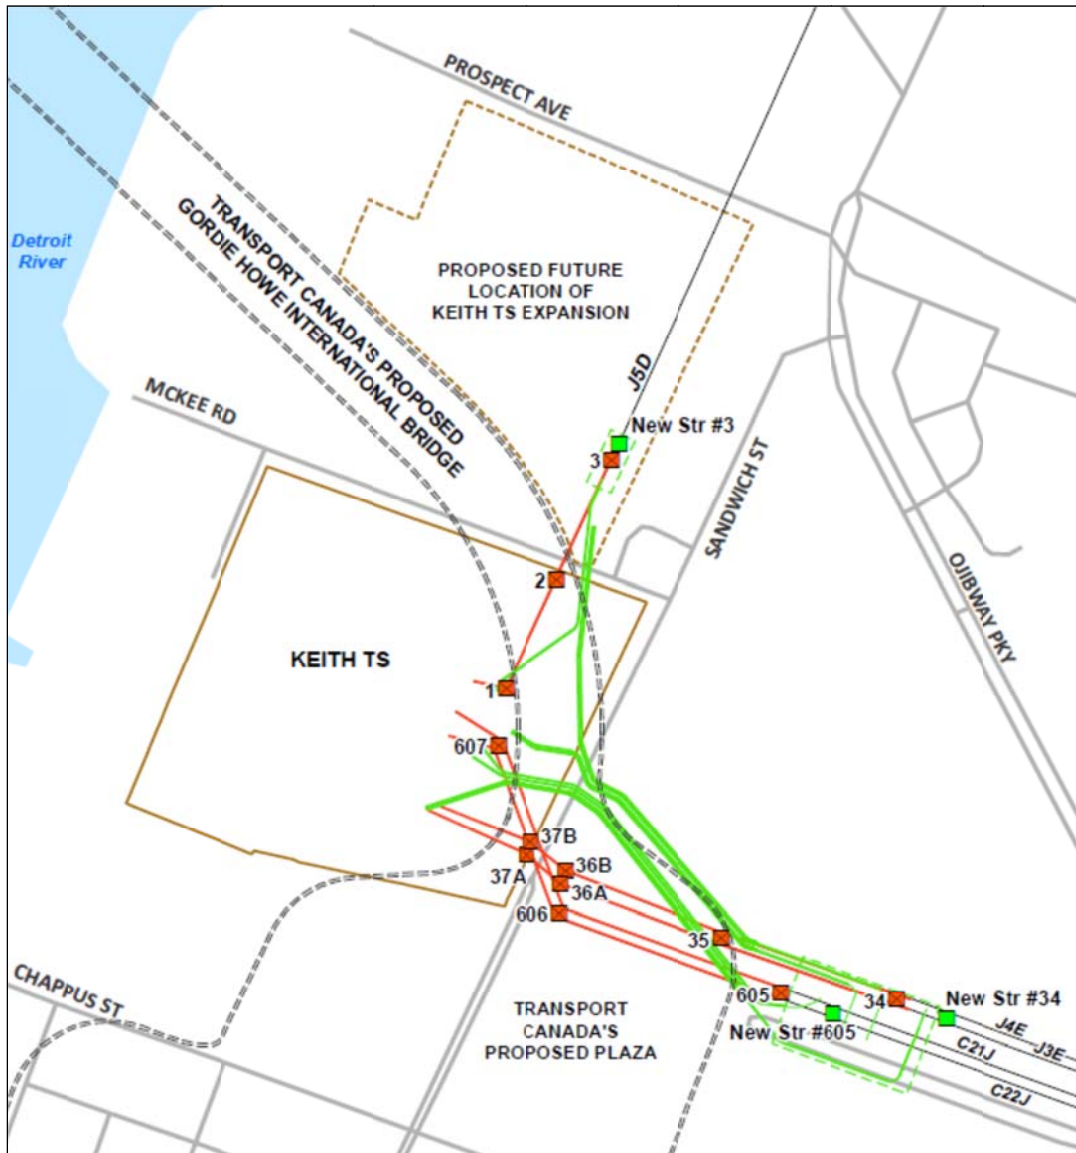 PROSPECT AVE
TRANSPORT CANADA'S PROPOSED
GORDIE HOWE INTERNATIONAL BRIDGE
Detroit
River
PROPOSED FUTURE
LOCATION OF
KEITH TS EXPANSION
J5D
MCKEE RD
New Str #3
3
SANDWICH ST
OJIBWAY PKY
2
KEITH TS
1
607
37B
37A
36B
36A
606
35
605
34
New Str #34
New Str #605
J4E
J3E
C21J
C22J
CHAPPUS ST
TRANSPORT
CANADA'S
PROPOSED PLAZA